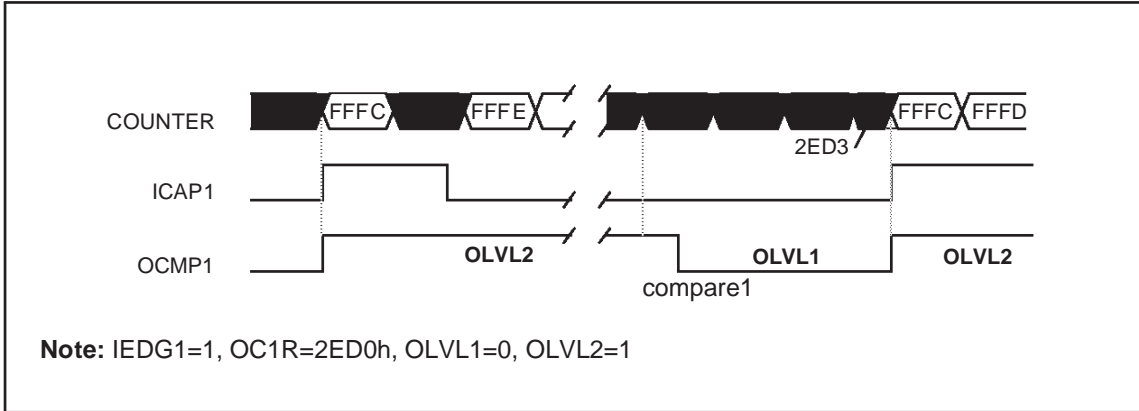 COUNTER FFFC FFFE FFFC FFFD
2ED3
ICAP1
OCMP1 OLVL2 OLVL1 OLVL2
compare1
Note: IEDG1=1, OC1R=2ED0h, OLVL1=0, OLVL2=1